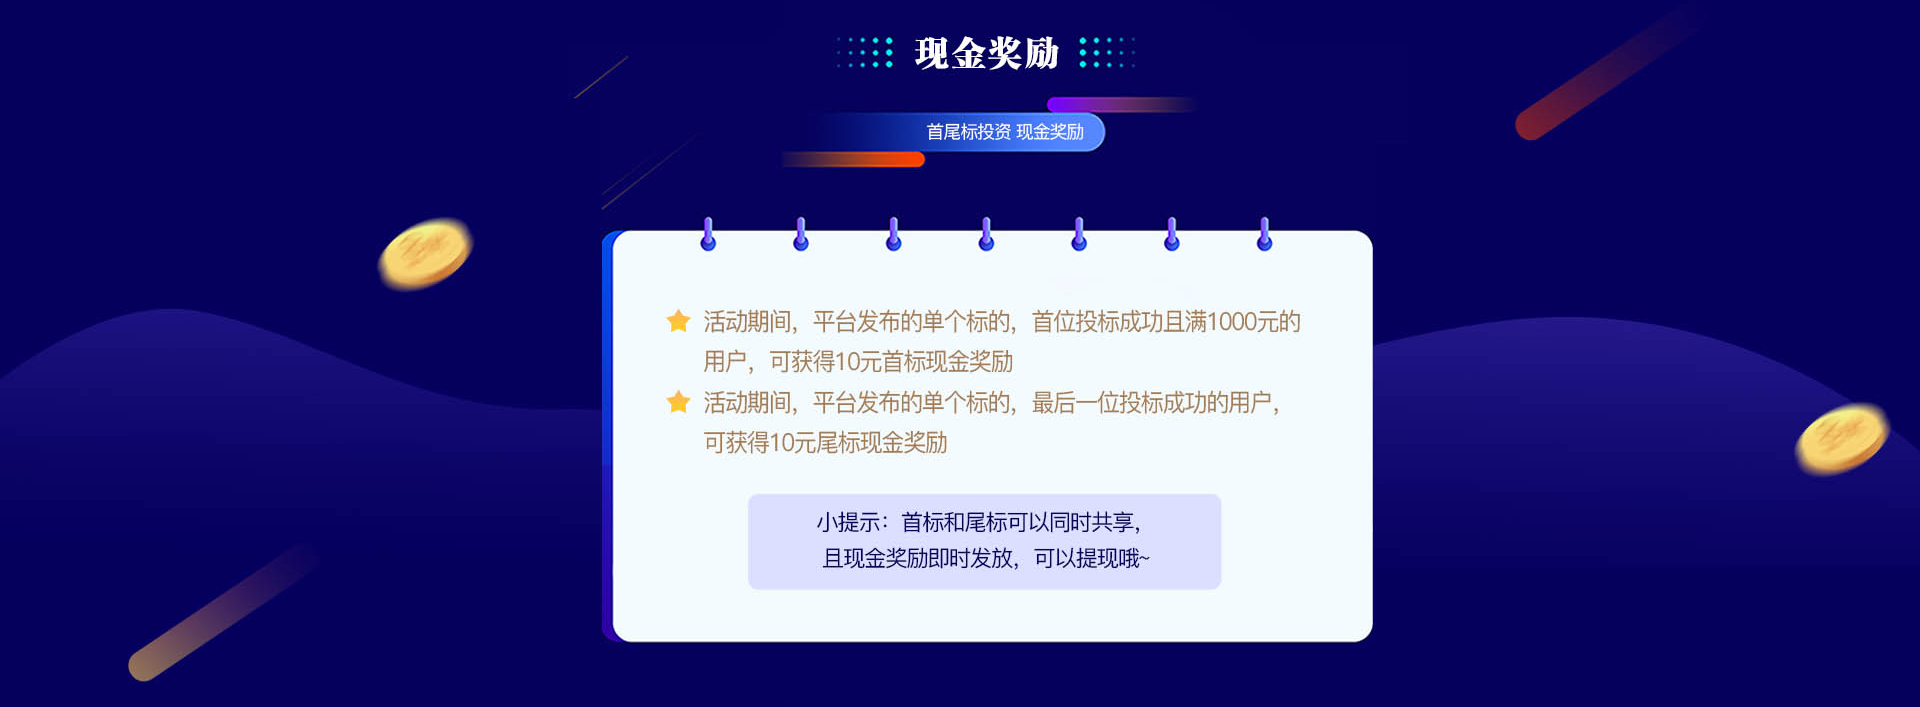 现金奖励
首尾标投资 现金奖励
活动期间，平台发布的单个标的，首位投标成功且满1000元的
用户，可获得10元首标现金奖励
活动期间，平台发布的单个标的，最后一位投标成功的用户，
可获得10元尾标现金奖励
小提示：首标和尾标可以同时共享，
且现金奖励即时发放，可以提现哦~